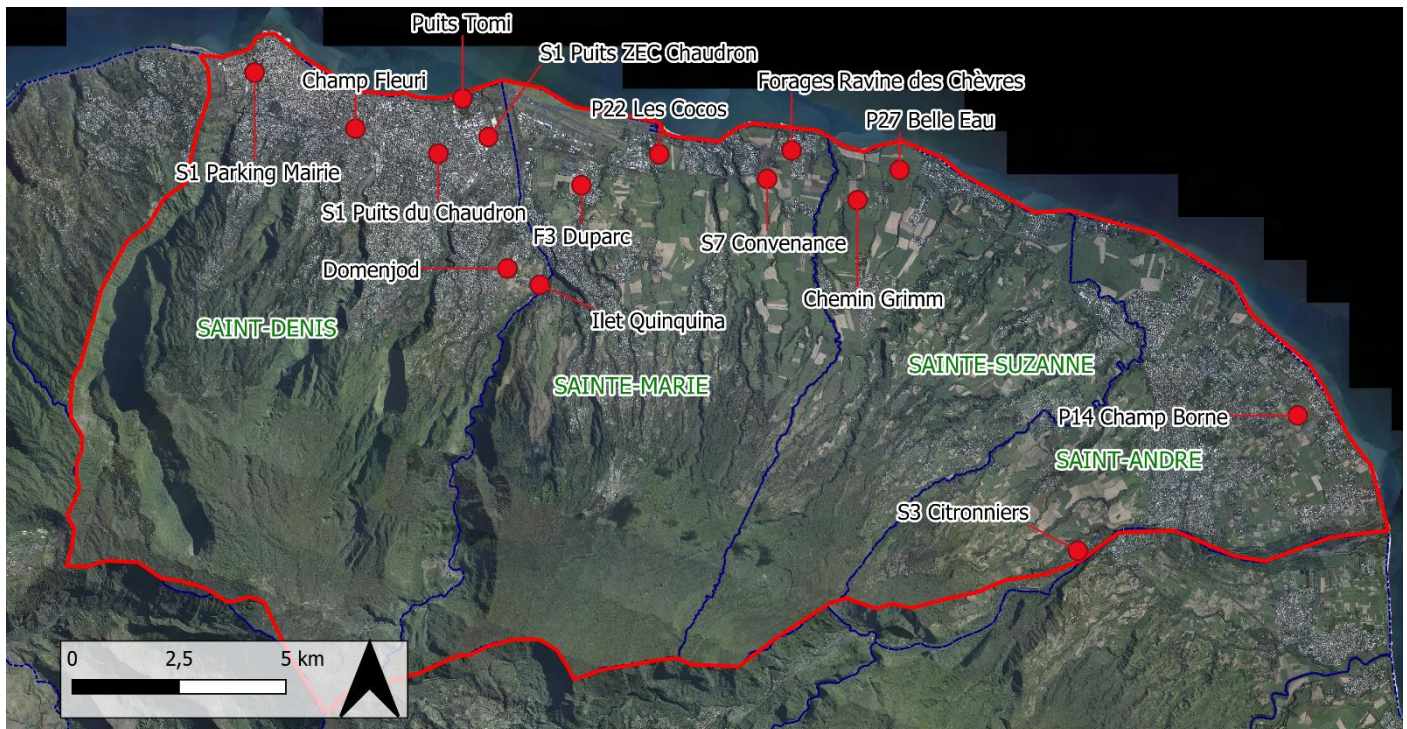 Puits Tomi
S1 Puits ZEC Chaudron
Champ Fleuri
Forages Ravine des Chèvres
P22 Les Cocos
P27 Belle Eau
S1 Parking Mairie
S1 Puits du Chaudron
F3 Duparc
S7 Convenance
Domenjod
Chemin Grimm
Ilet Quinquina
SAINT-DENIS
SAINTE-MARIE
SAINTE-SUZANNE
P14 Champ Borne
SAINT-ANDRE
S3 Citronniers
0 2,5 5 km